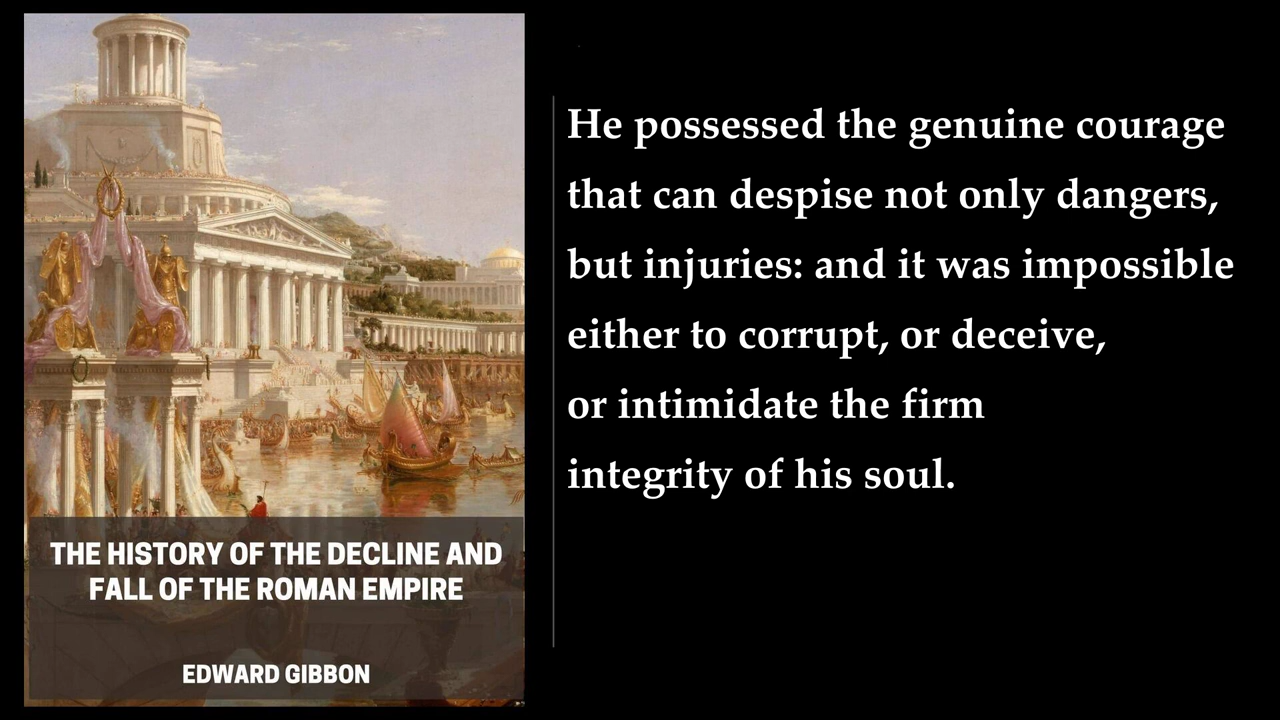 THE HISTORY OF THE DECLINE AND
FALL OF THE ROMAN EMPIRE
EDWARD GIBBON
He possessed the genuine courage
that can despise not only dangers,
but injuries: and it was impossible
either to corrupt, or deceive,
or intimidate the firm
integrity of his soul.